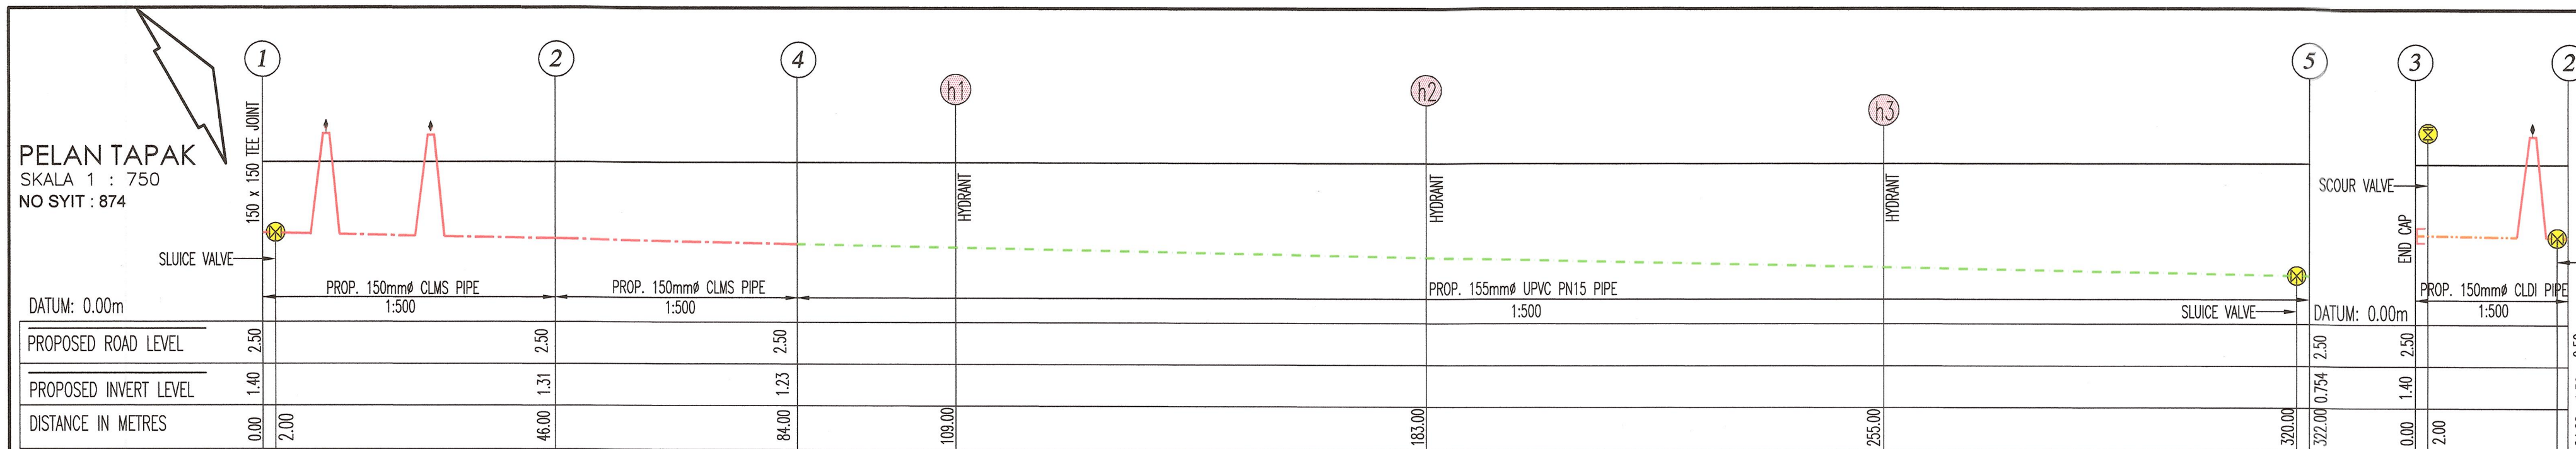 1
2
4
h1
h2
h3
5
3
2
PELAN TAPAK
SKALA 1 : 750
NO SYIT : 874
150 x 150 TEE JOINT
HYDRANT
HYDRANT
HYDRANT
SCOUR VALVE
END CAP
SLUICE VALVE
PROP. 150mmø CLMS PIPE
1:500
PROP. 150mmø CLMS PIPE
1:500
PROP. 155mmø UPVC PN15 PIPE
1:500
SLUICE VALVE
PROP. 150mmø CLDI PIPE
1:500
DATUM: 0.00m
DATUM: 0.00m
PROPOSED ROAD LEVEL
2.50
2.50
2.50
2.50
2.50
PROPOSED INVERT LEVEL
1.40
1.31
1.23
0.754
1.40
DISTANCE IN METRES
0.00
2.00
46.00
84.00
109.00
183.00
255.00
320.00
322.00
0.00
2.00